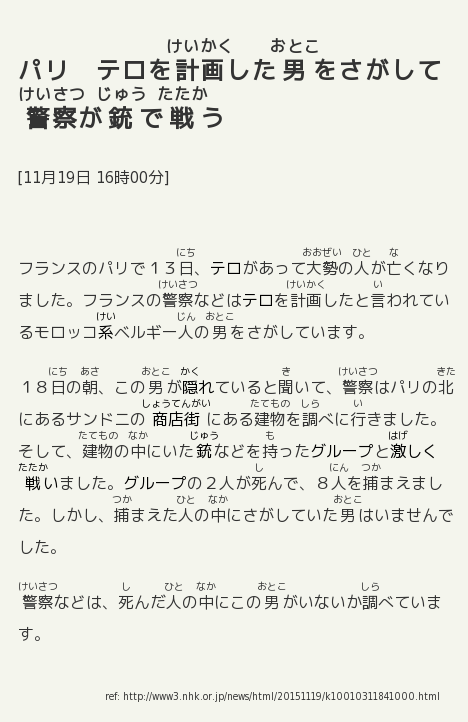 けいかく おとこ
パリ　テロを計画した男をさがして
けいさつ じゅう たたか
警察が銃で戦う
[11月19日 16時00分]
にち おおぜい ひと な
フランスのパリで１３日、テロがあって大勢の人が亡くなり
けいさつ けいかく い
ました。フランスの警察などはテロを計画したと言われてい
けい じん おとこ
るモロッコ系ベルギー人の男をさがしています。
にち あさ おとこ かく き けいさつ きた
１８日の朝、この男が隠れていると聞いて、警察はパリの北
しょうてんがい たてもの しら い
にあるサンドニの商店街にある建物を調べに行きました。
たてもの なか じゅう も はげ
そして、建物の中にいた銃などを持ったグループと激しく
たたか し にん つか
戦いました。グループの２人が死んで、８人を捕まえまし
つか ひと なか おとこ
た。しかし、捕まえた人の中にさがしていた男はいませんで
した。
けいさつ し ひと なか おとこ しら
警察などは、死んだ人の中にこの男がいないか調べていま
す。
ref: http://www3.nhk.or.jp/news/html/20151119/k10010311841000.html